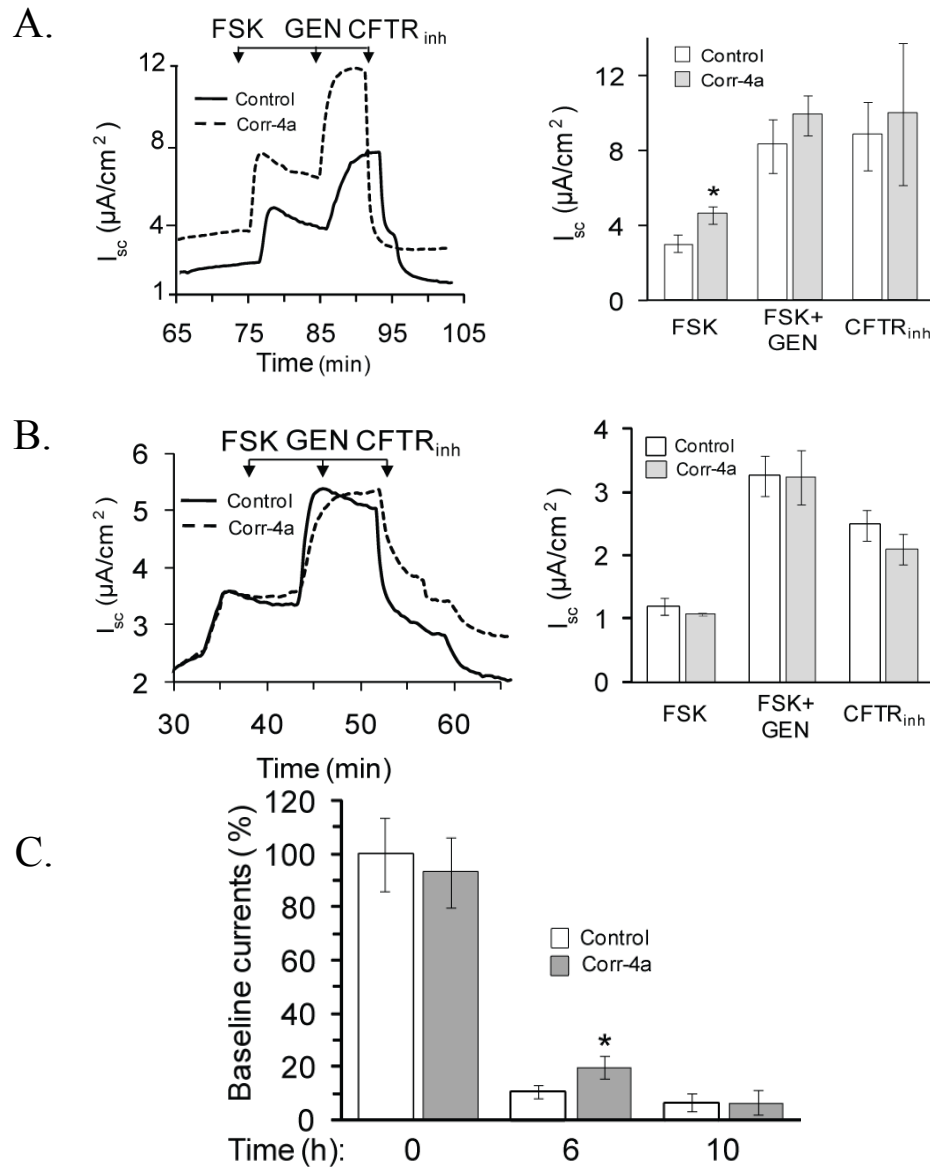 A.
FSK GEN CFTRinh
12
8
4
1
Isc (µA/cm²)
Control
Corr-4a
65 75 85 95 105
Time (min)
12
8
4
0
Isc (µA/cm²)
Control
Corr-4a
*
FSK FSK+ CFTRinh
GEN
B.
FSK GEN CFTRinh
6
5
4
3
2
Isc (µA/cm²)
Control
Corr-4a
30 40 50 60
Time (min)
4
3
2
1
0
Isc (µA/cm²)
Control
Corr-4a
FSK FSK+ CFTRinh
GEN
C.
Baseline currents ( %)
120
100
80
60
40
20
0
Control
Corr-4a
*
Time (h): 0 6 10